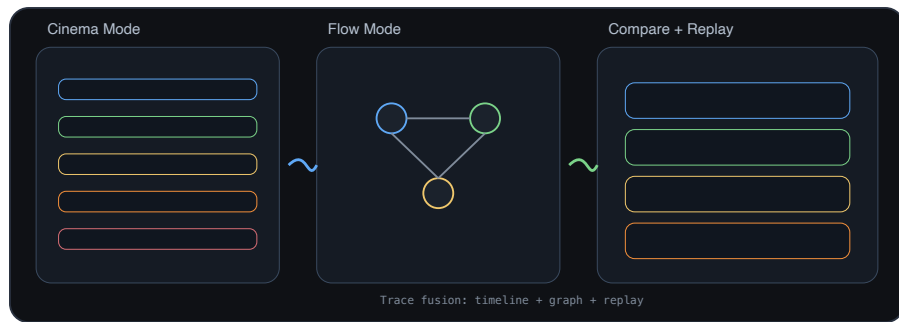 Cinema Mode
Flow Mode
Compare + Replay
Trace fusion: timeline + graph + replay